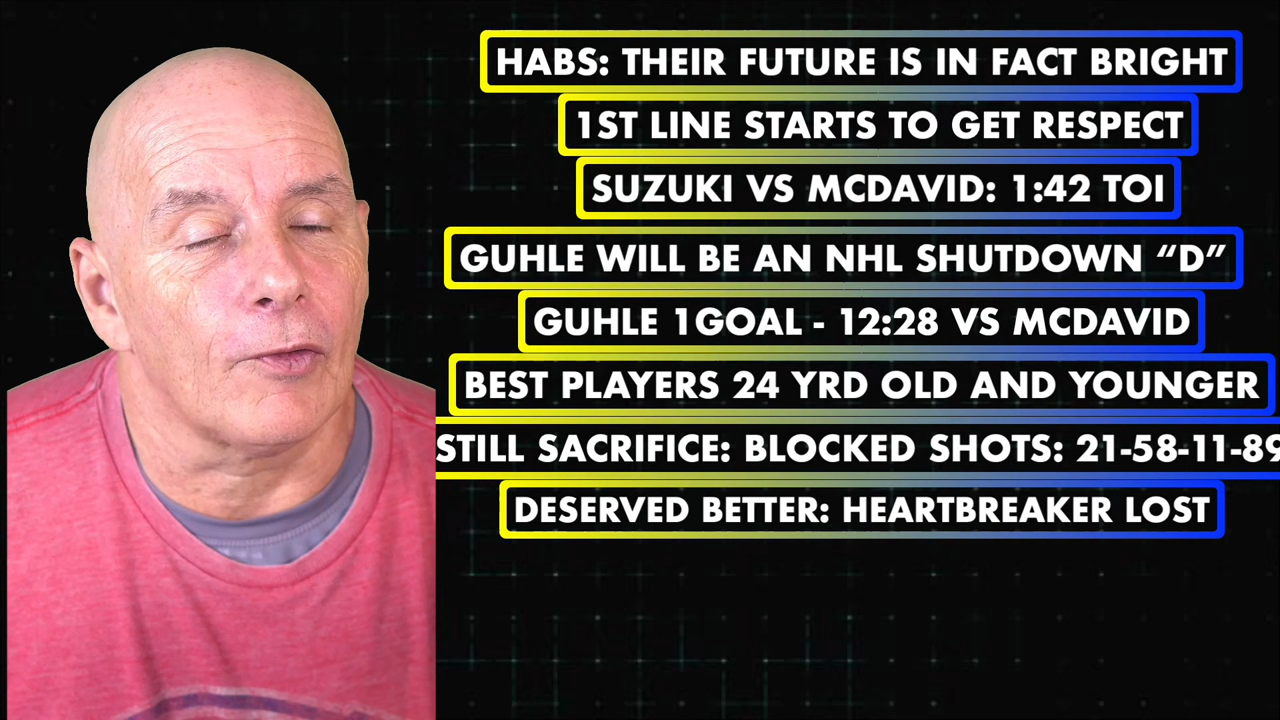 HABS: THEIR FUTURE IS IN FACT BRIGHT
1ST LINE STARTS TO GET RESPECT
SUZUKI VS MCDAVID: 1:42 TOI
GUHLE WILL BE AN NHL SHUTDOWN “D”
GUHLE 1GOAL - 12:28 VS MCDAVID
BEST PLAYERS 24 YRD OLD AND YOUNGER
STILL SACRIFICE: BLOCKED SHOTS: 21-58-11-89
DESERVED BETTER: HEARTBREAKER LOST